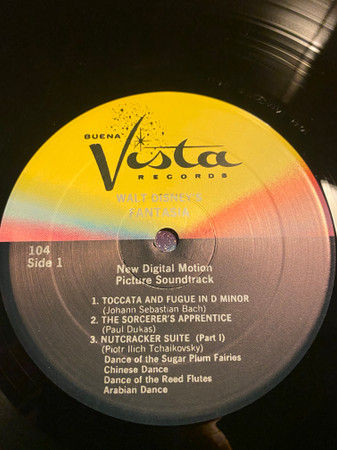 BUENA
Vista
RECORDS
WALT DISNEY'S
FANTASIA
104
Side 1
New Digital Motion
Picture Soundtrack
1. TOCCATA AND FUGUE IN D MINOR
(Johann Sebastian Bach)
2. THE SORCERER'S APPRENTICE
(Paul Dukas)
3. NUTCRACKER SUITE (Part I)
(Piotr Ilich Tchaikovsky)
Dance of the Sugar Plum Fairies
Chinese Dance
Dance of the Reed Flutes
Arabian Dance